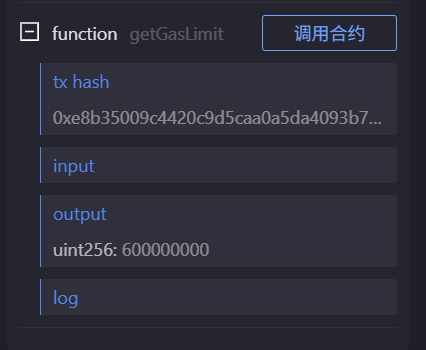 function getGasLimit 调用合约
tx hash
0xe8b35009c4420c9d5caa0a5da4093b7...
input
output
uint256: 600000000
log